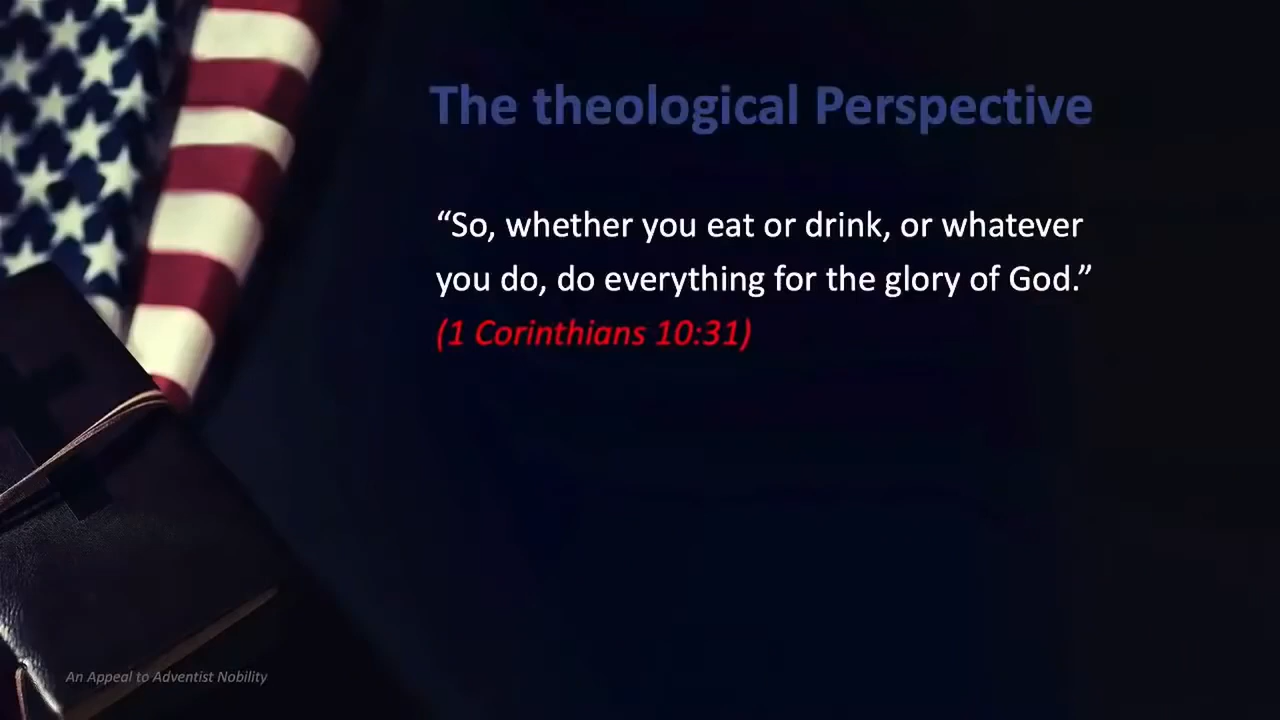 The theological Perspective
“So, whether you eat or drink, or whatever
you do, do everything for the glory of God.”
(1 Corinthians 10:31)
An Appeal to Adventist Nobility